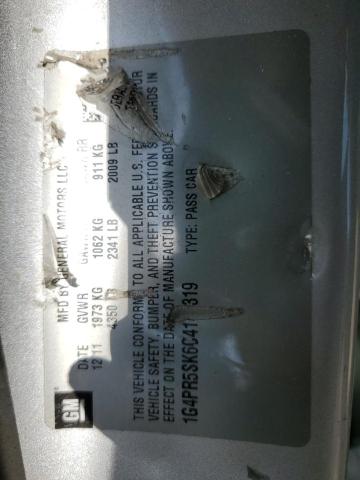 GM
MFD BY GENERAL MOTORS LLC
DATE GVWR
12/11 1973 KG 1062 KG 911 KG
4350 LB 2341 LB 2009 LB
THIS VEHICLE CONFORMS TO ALL APPLICABLE U.S.
VEHICLE SAFETY, BUMPER, AND THEFT PREVENTION IN
EFFECT ON THE DATE OF MANUFACTURE SHOWN ABOVE.
1G4PR5SK6C41 319 TYPE: PASS CAR